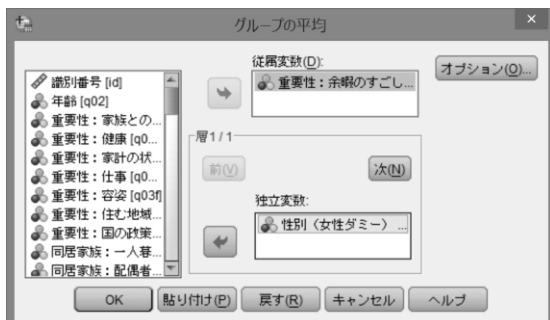 グループの平均
×
識別番号 [id]
年齢 [q02]
重要性：家族との...
重要性：健康 [q0...
重要性：家計の状...
重要性：仕事 [q0...
重要性：容姿 [q03f]
重要性：住む地域...
重要性：国の政策...
同居家族：一人暮...
同居家族：配偶者...
従属変数(D):
重要性：余暇のすごし...
オプション(O)...
層1/1
前(V)
次(N)
独立変数:
性別（女性ダミー） ...
OK
貼り付け(P)
戻す(R)
キャンセル
ヘルプ